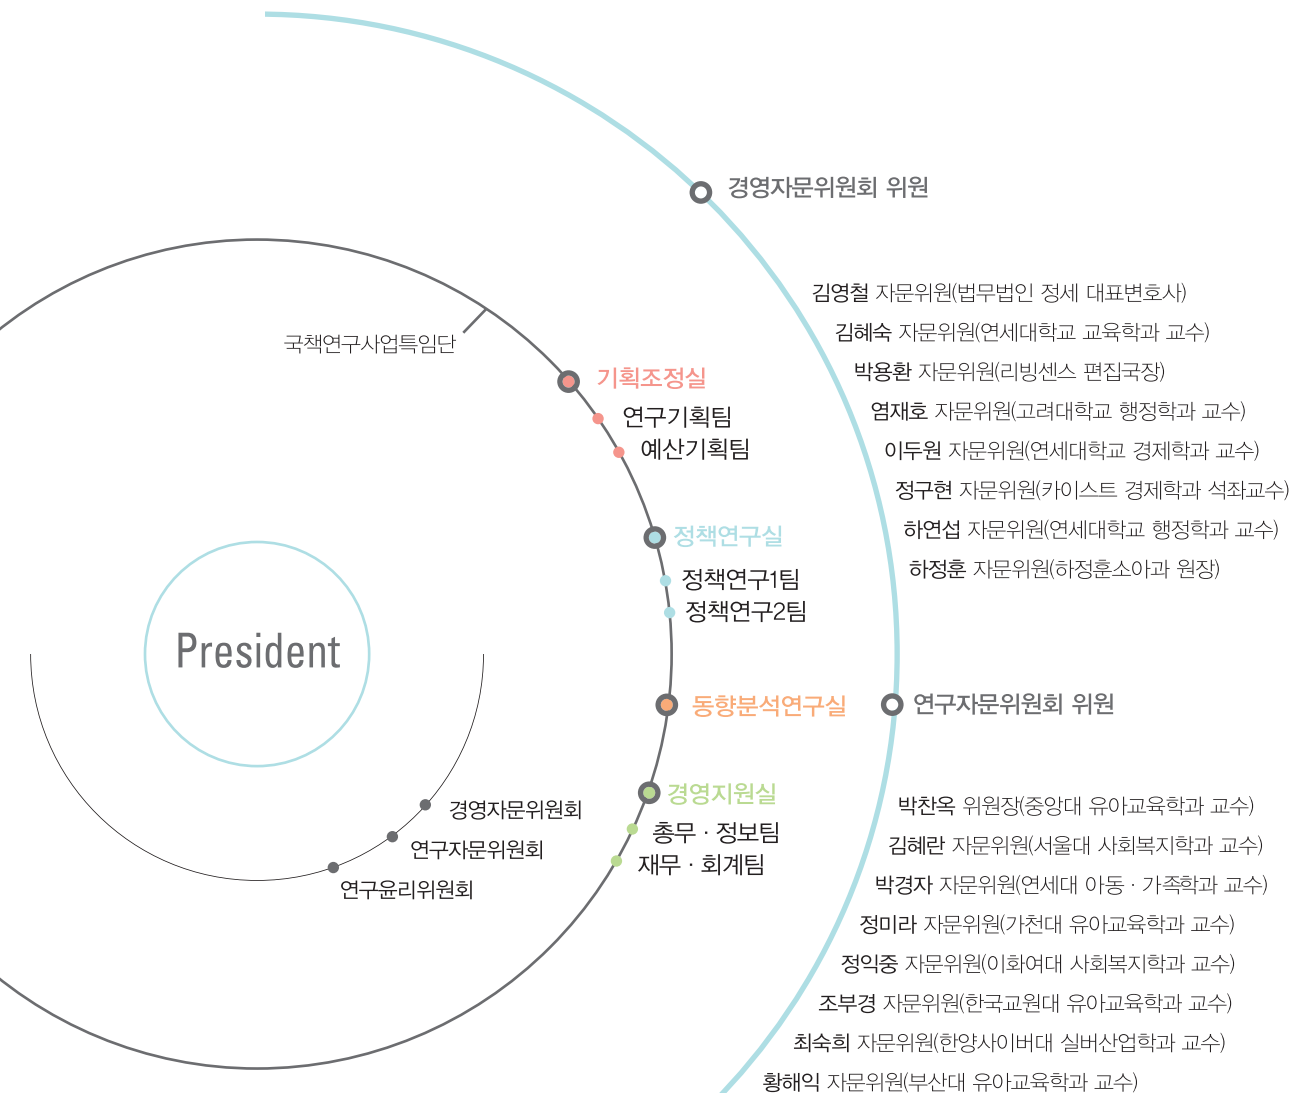 경영자문위원회 위원
김영철 자문위원(법무법인 정세 대표변호사)
김혜숙 자문위원(연세대학교 교육학과 교수)
박용환 자문위원(리빙센스 편집국장)
염재호 자문위원(고려대학교 행정학과 교수)
이두원 자문위원(연세대학교 경제학과 교수)
정구현 자문위원(카이스트 경제학과 석좌교수)
하연섭 자문위원(연세대학교 행정학과 교수)
하정훈 자문위원(하정훈소아과 원장)
국책연구사업특임단
기획조정실
연구기획팀
예산기획팀
정책연구실
정책연구1팀
정책연구2팀
President
동향분석연구실
경영지원실
총무 · 정보팀
재무 · 회계팀
경영자문위원회
연구자문위원회
연구윤리위원회
연구자문위원회 위원
박찬옥 위원장(중앙대 유아교육학과 교수)
김혜란 자문위원(서울대 사회복지학과 교수)
박경자 자문위원(연세대 아동 · 가족학과 교수)
정미라 자문위원(가천대 유아교육학과 교수)
정익중 자문위원(이화여대 사회복지학과 교수)
조부경 자문위원(한국교원대 유아교육학과 교수)
최숙희 자문위원(한양사이버대 실버산업학과 교수)
황해익 자문위원(부산대 유아교육학과 교수)